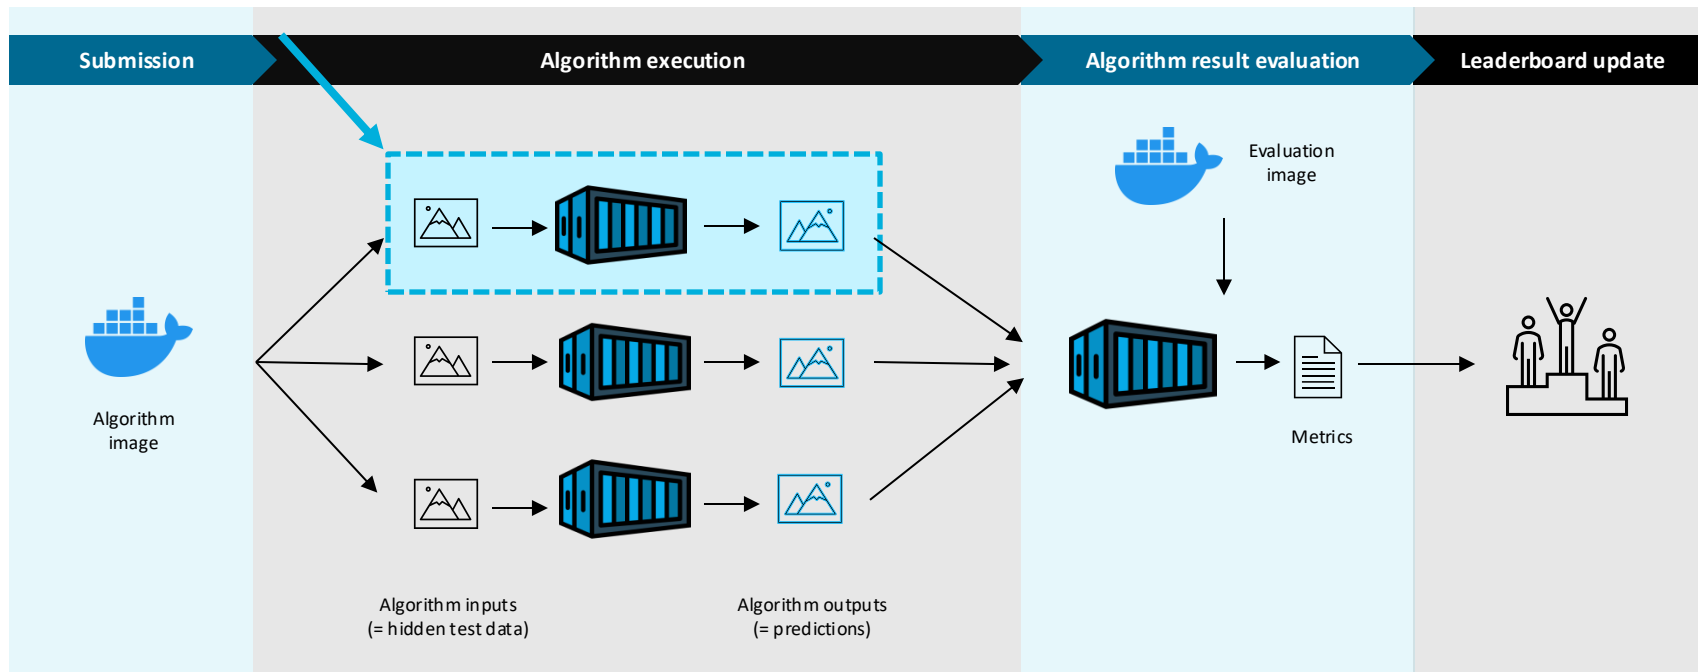 Submission
Algorithm execution
Algorithm result evaluation
Leaderboard update
Evaluation
image
Algorithm
image
Metrics
Algorithm inputs
(= hidden test data)
Algorithm outputs
(= predictions)